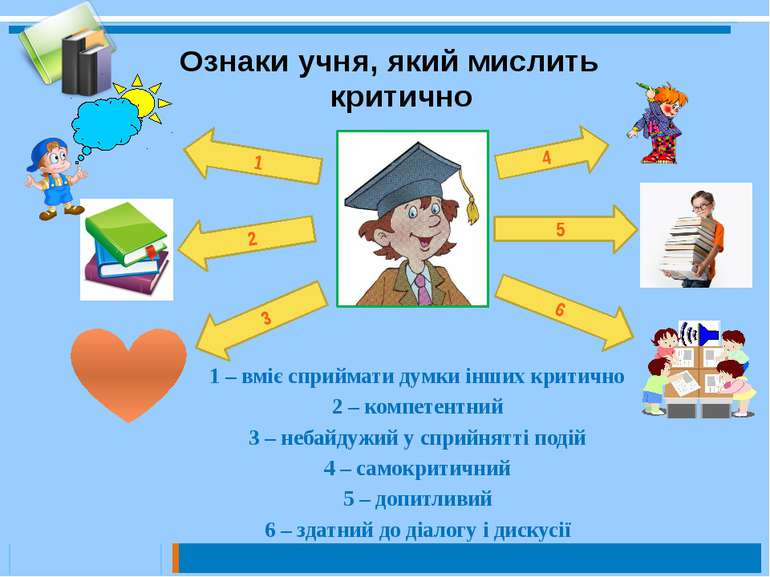 Ознаки учня, який мислить
критично
1
4
2
5
3
6
1 – вміє сприймати думки інших критично
2 – компетентний
3 – небайдужий у сприйнятті подій
4 – самокритичний
5 – допитливий
6 – здатний до діалогу і дискусії